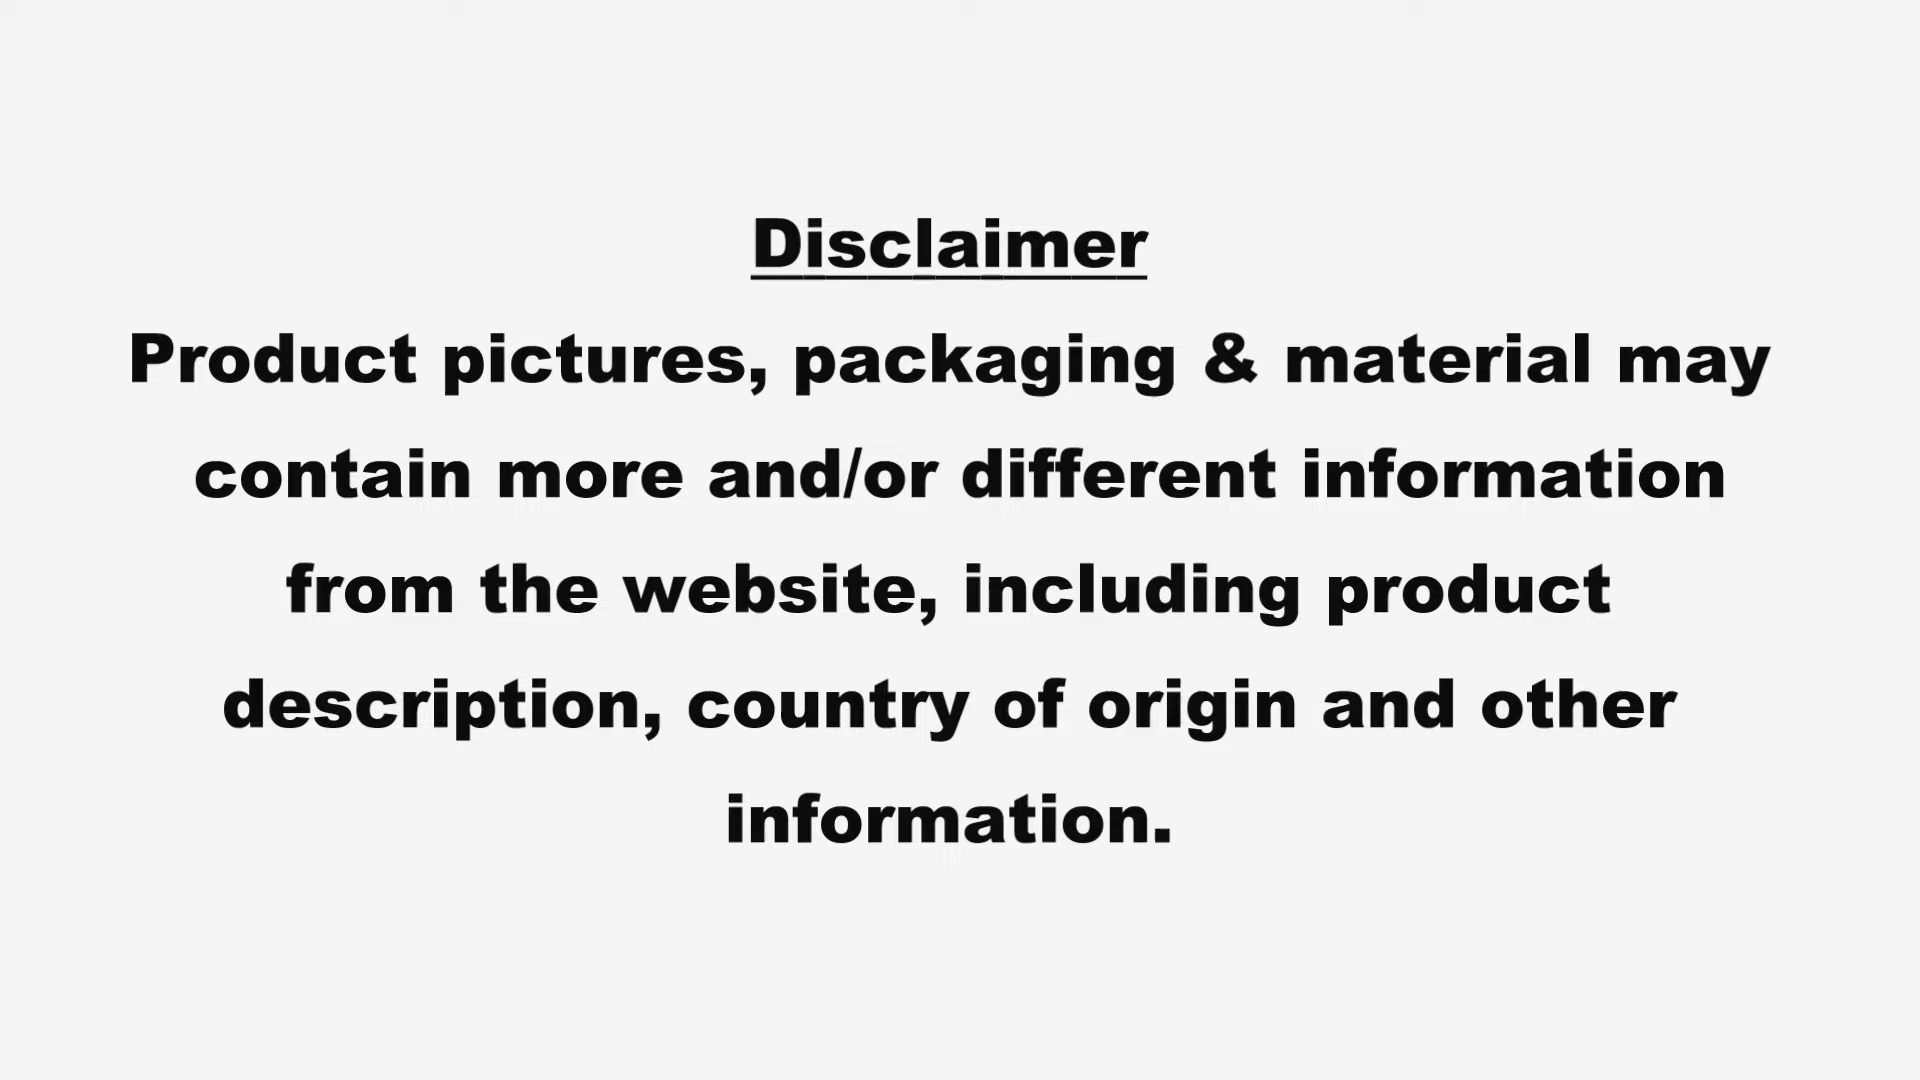 Disclaimer
Product pictures, packaging & material may
contain more and/or different information
from the website, including product
description, country of origin and other
information.